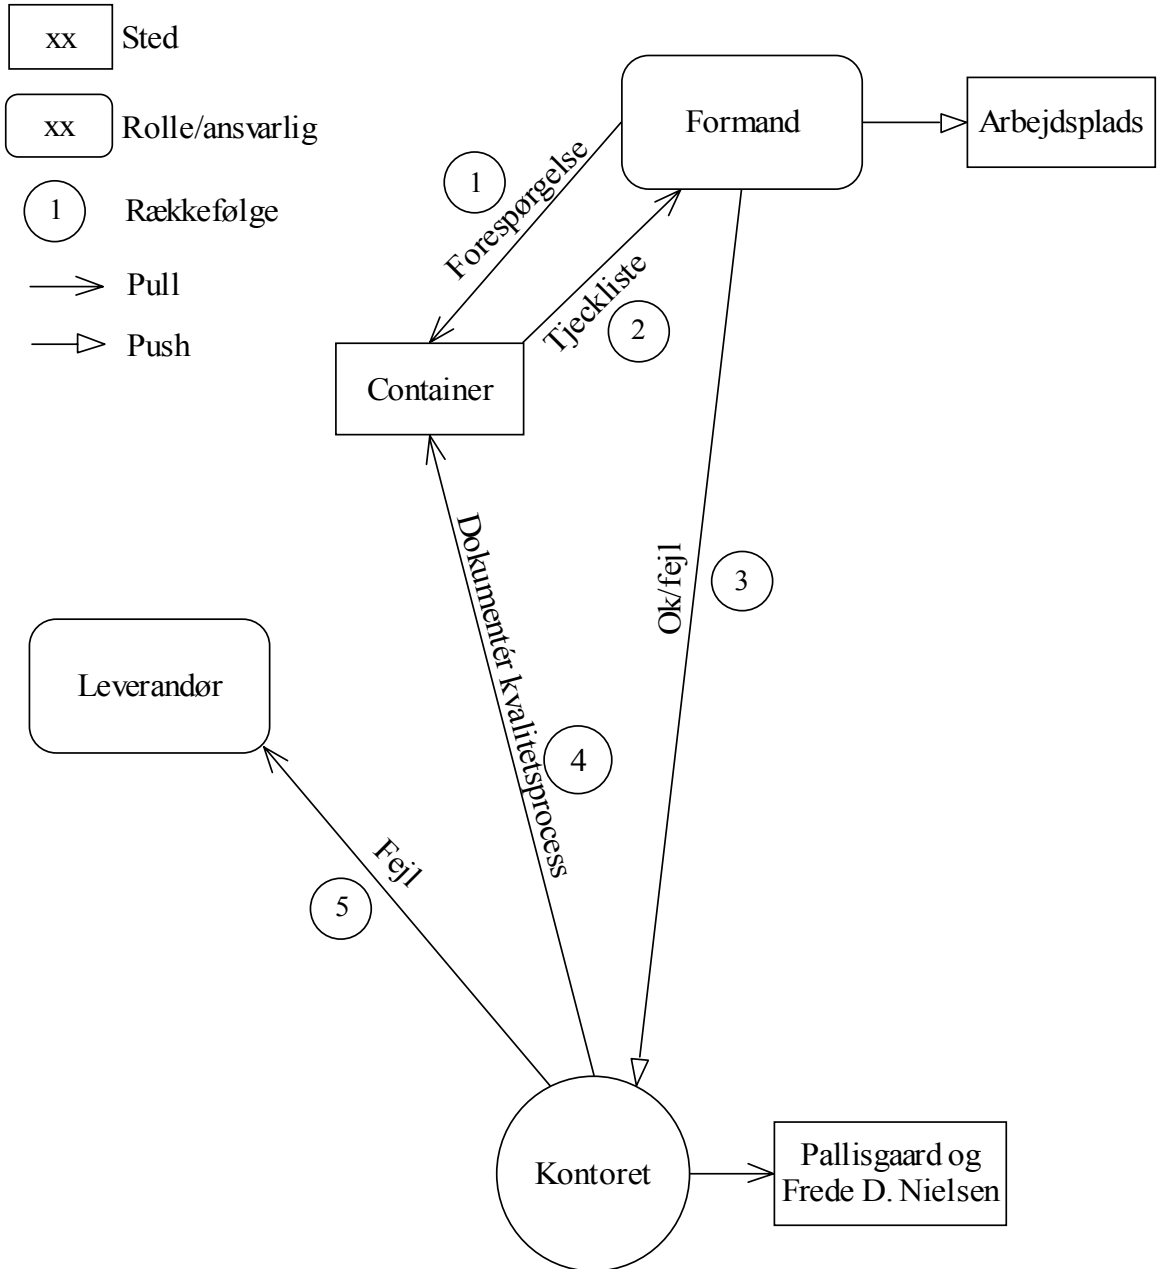 xx
Sted
xx
Rolle/ansvarlig
1
Rækkefølge
Pull
Push
Formand
Arbejdsplads
1
Forespørgelse
Tjeckliste
2
Container
Ok/fejl
3
Dokumentér kvalitetsprocess
4
Leverandør
Fejl
5
Kontoret
Pallisgaard og
Frede D. Nielsen